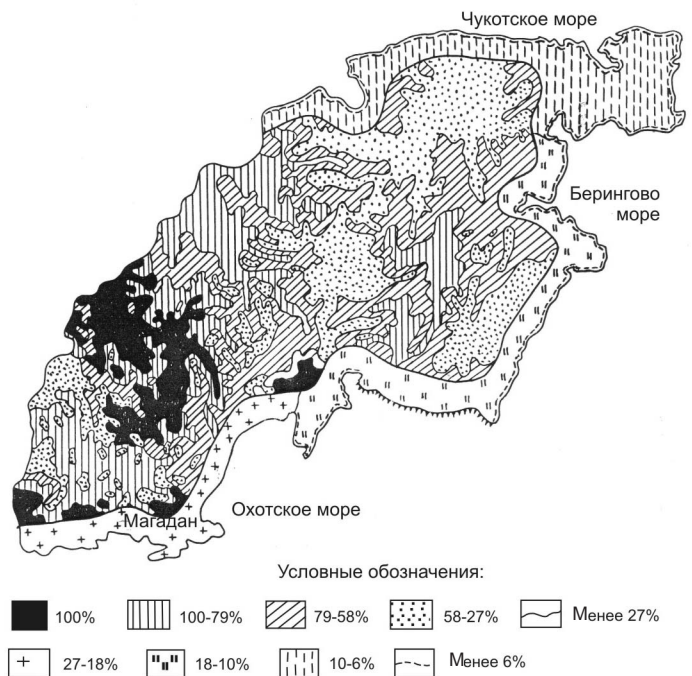 Чукотское море
Берингово
море
Охотское море
Магадан
Условные обозначения:
100% 100-79% 79-58% 58-27% Менее 27%
27-18% 18-10% 10-6% Менее 6%